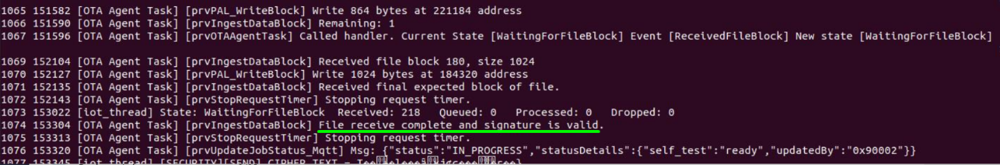 1065 151582 [OTA Agent Task] [prvPAL_WriteBlock] Write 864 bytes at 221184 address
1066 151590 [OTA Agent Task] [prvIngestDataBlock] Remaining: 1
1067 151596 [prvOTAAgentTask] Called handler. Current State [WaitingForFileBlock] Event [ReceivedFileBlock] New state [WaitingForFileBlock]
1069 152104 [OTA Agent Task] [prvIngestDataBlock] Received file block 180, size 1024
1070 152127 [OTA Agent Task] [prvPAL_WriteBlock] Write 1024 bytes at 184320 address
1071 152135 [OTA Agent Task] [prvIngestDataBlock] Received final expected block of file.
1072 152143 [OTA Agent Task] [prvStopRequestTimer] Stopping request timer.
1073 153022 [iot_thread] State: WaitingForFileBlock  Received: 218   Queued: 0   Processed: 0   Dropped: 0
1074 153304 [OTA Agent Task] [prvIngestDataBlock] File receive complete and signature is valid.
1075 153313 [OTA Agent Task] [prvStopRequestTimer] Stopping request timer.
1076 153320 [OTA Agent Task] [prvUpdateJobStatus_Mqtt] Msg: {"status":"IN_PROGRESS","statusDetails":{"self_test":"ready","updatedBy":"0x90002"}}
1077 153345 [iot_thread] [SECURITY][SEND] CIPHER_TEXT =